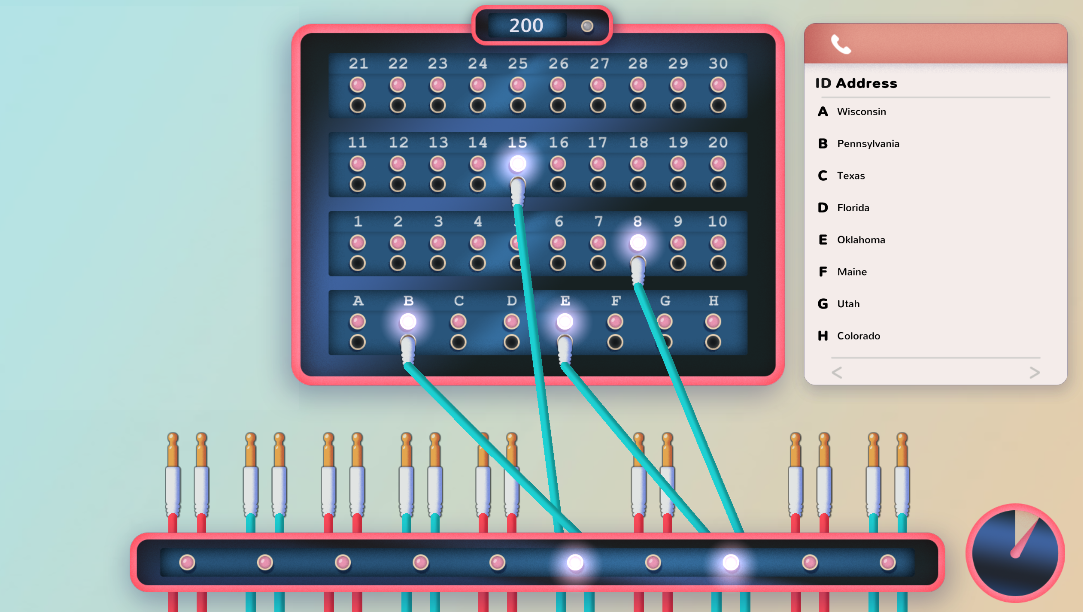 200
21 22 23 24 25 26 27 28 29 30
11 12 13 14 15 16 17 18 19 20
1 2 3 4 6 7 8 9 10
A B C D E F G H
ID Address
A Wisconsin
B Pennsylvania
C Texas
D Florida
E Oklahoma
F Maine
G Utah
H Colorado
< >